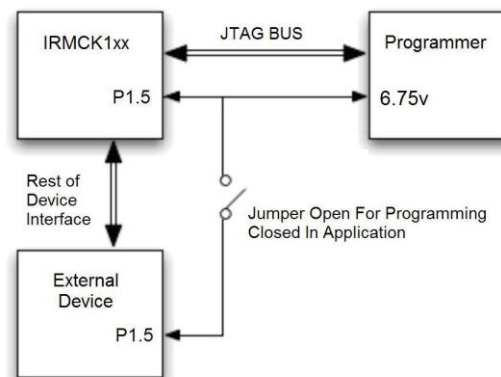 IRMCK1xx
P1.5
JTAG BUS
Programmer
6.75v
Rest of
Device
Interface
Jumper Open For Programming
Closed In Application
External
Device
P1.5